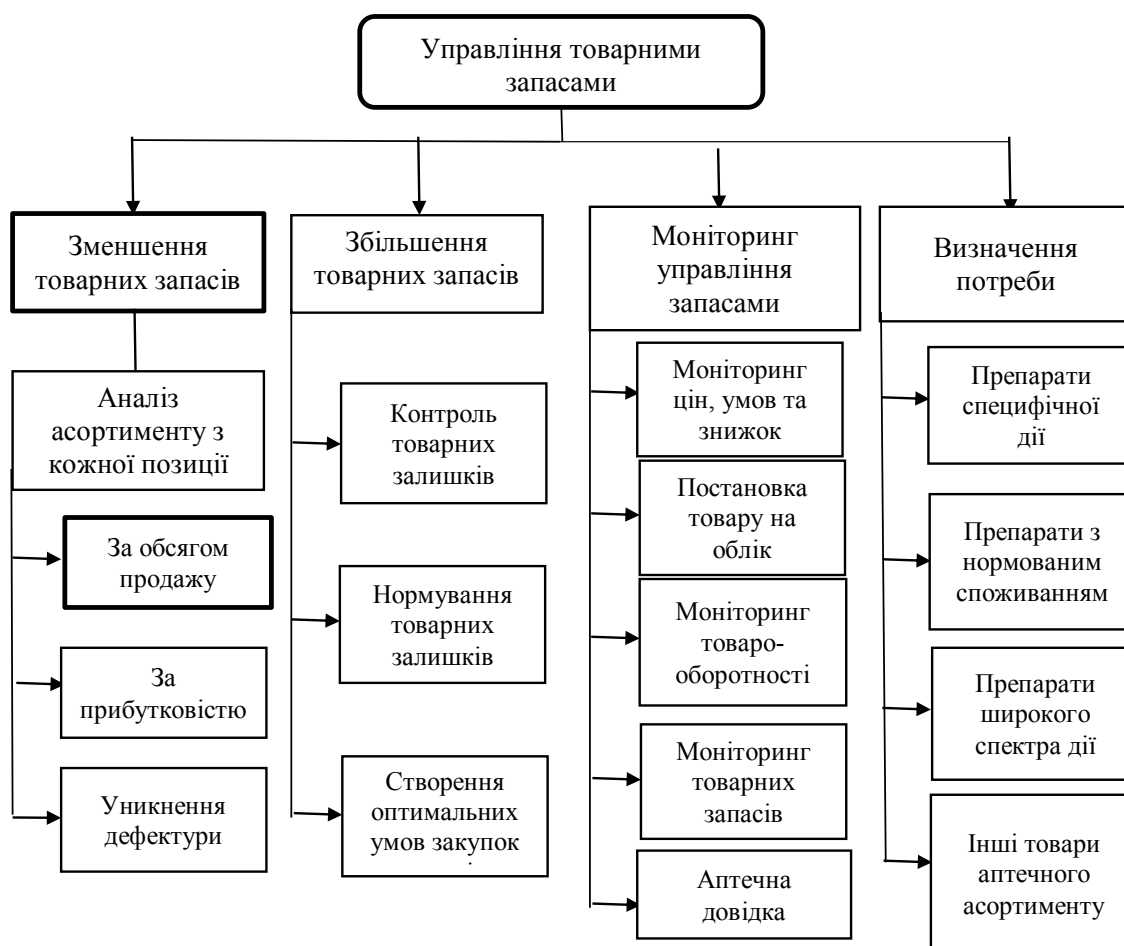 Управління товарними
запасами
Зменшення
товарних запасів
Аналіз
асортименту з
кожної позиції
За обсягом
продажу
За
прибутковістю
Уникнення
дефектури
Збільшення
товарних запасів
Контроль
товарних
залишків
Нормування
товарних
залишків
Створення
оптимальних
умов закупок
Моніторинг
управління
запасами
Моніторинг
цін, умов та
знижок
Постановка
товару на
облік
Моніторинг
товаро-
оборотності
Моніторинг
товарних
запасів
Аптечна
довідка
Визначення
потреби
Препарати
специфічної
дії
Препарати з
нормованим
споживанням
Препарати
широкого
спектра дії
Інші товари
аптечного
асортименту